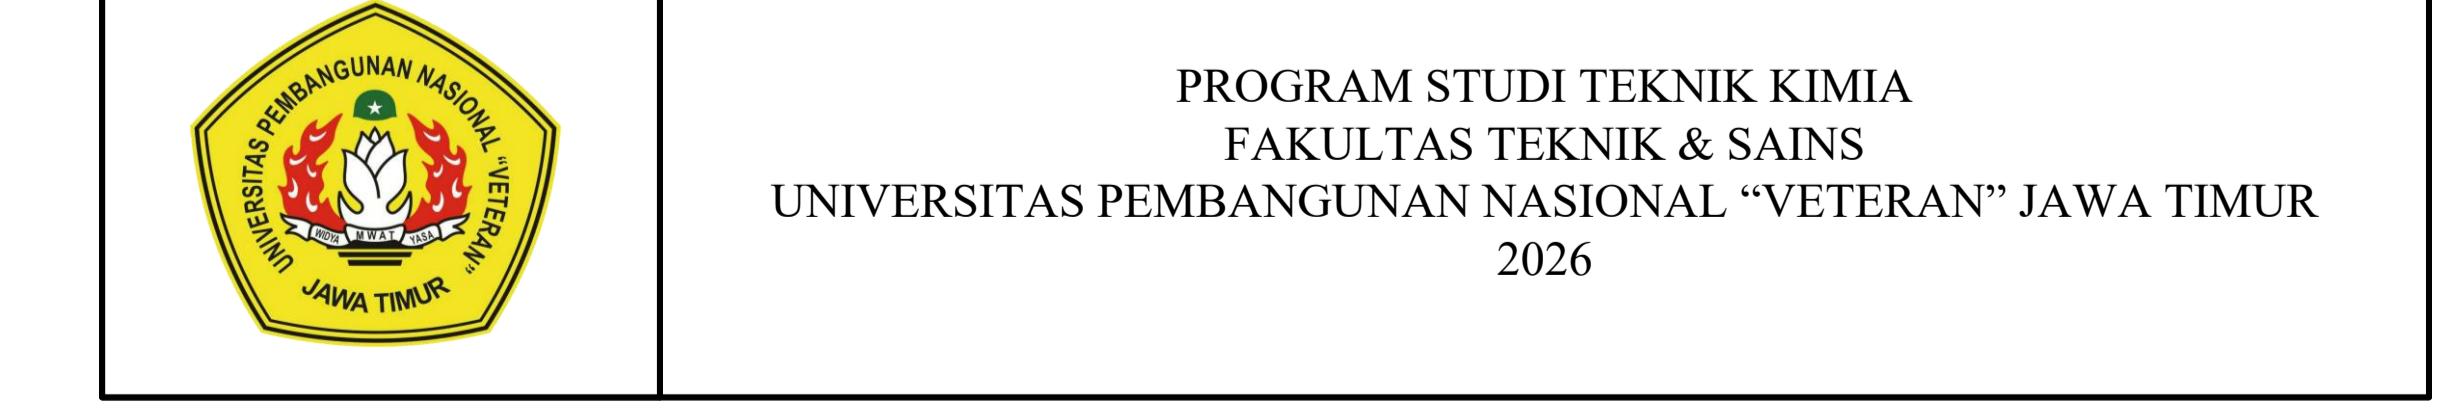 UNIVERSITAS PEMBANGUNAN NASIONAL “VETERAN”
JAWA TIMUR
WIDYA MWAT YASA
PROGRAM STUDI TEKNIK KIMIA
FAKULTAS TEKNIK & SAINS
UNIVERSITAS PEMBANGUNAN NASIONAL “VETERAN” JAWA TIMUR
2026